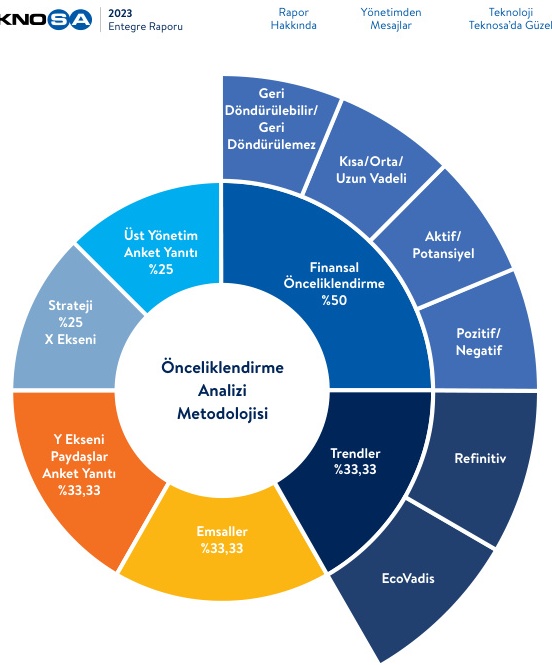 KNOSA
2023
Entegre Raporu
Rapor
Hakkında
Yönetimden
Mesajlar
Teknoloji
Teknosa'da Güzel
Geri
Döndürülebilir/
Geri
Döndürülemez
Kısa/Orta/
Uzun Vadeli
Aktif/
Potansiyel
Pozitif/
Negatif
Üst Yönetim
Anket Yanıtı
%25
Finansal
Önceliklendirme
%50
Strateji
%25
X Ekseni
Önceliklendirme
Analizi
Metodolojisi
Y Ekseni
Paydaşlar
Anket Yanıtı
%33,33
Trendler
%33,33
Refinitiv
Emsaller
%33,33
EcoVadis